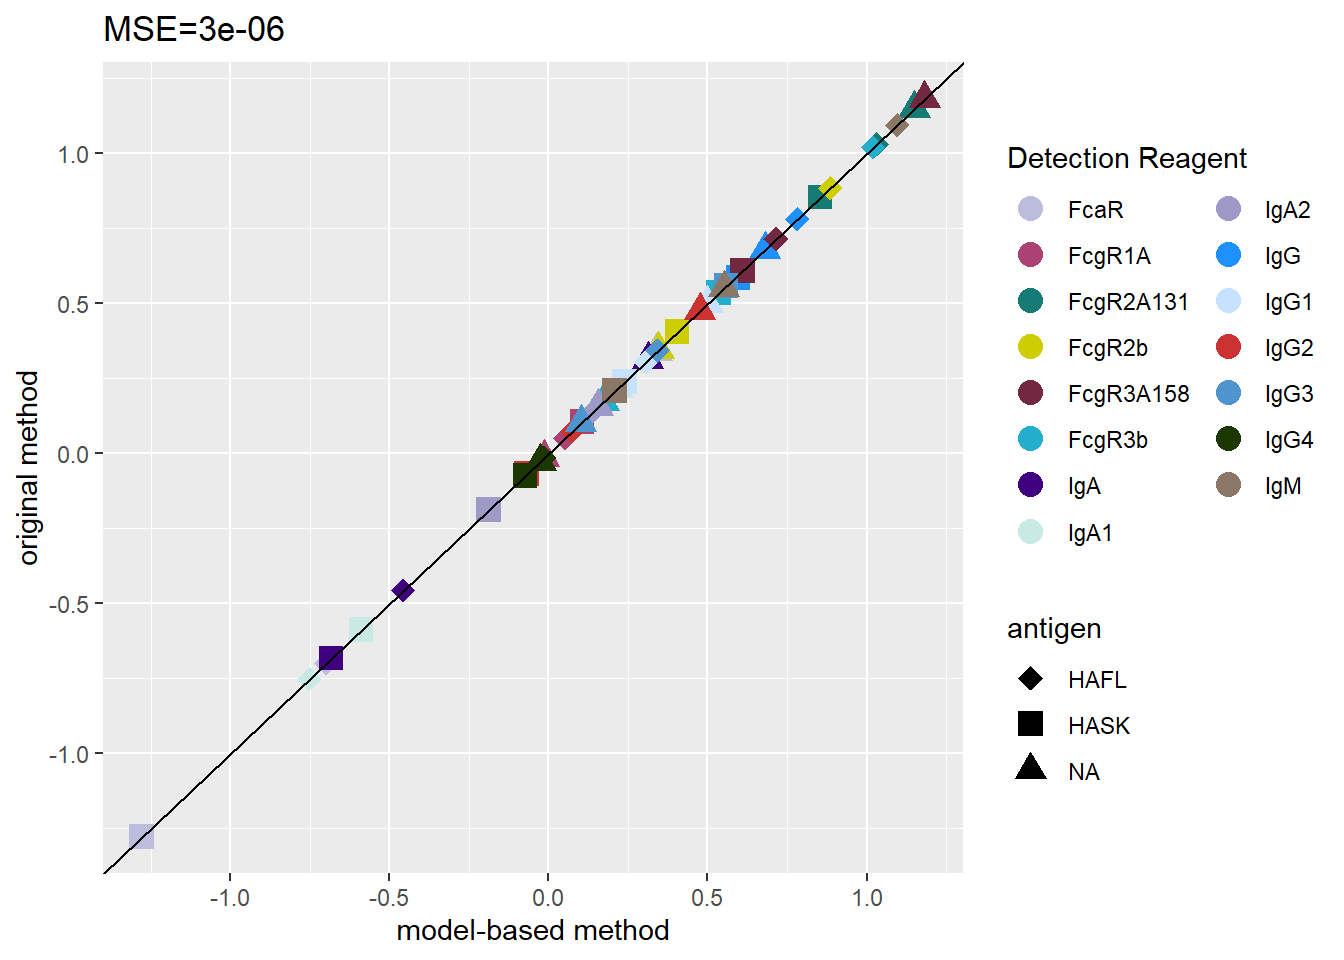 MSE=3e-06
original method
1.0
0.5
0.0
-0.5
-1.0
-1.0
-0.5
0.0
0.5
1.0
model-based method
Detection Reagent
FcaR
FcgR1A
FcgR2A131
FcgR2b
FcgR3A158
FcgR3b
IgA
IgA1
IgA2
IgG
IgG1
IgG2
IgG3
IgG4
IgM
antigen
HAFL
HASK
NA